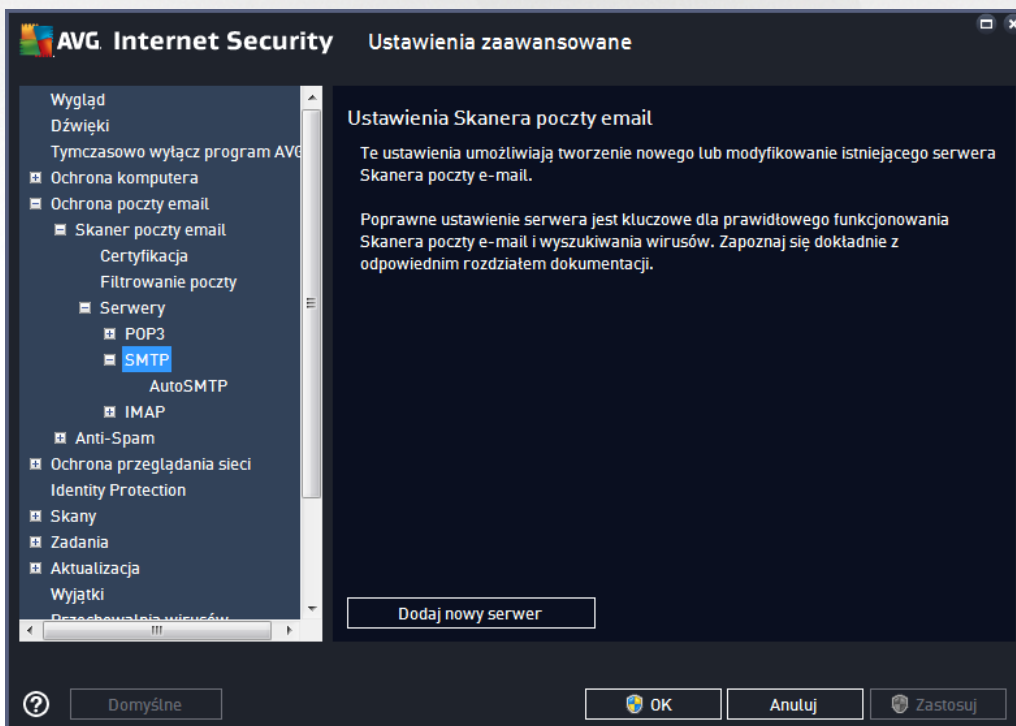 AVG. Internet Security
Ustawienia zaawansowane
Wygląd
Dźwięki
Tymczasowo wyłącz program AVG
Ochrona komputera
Ochrona poczty email
Skaner poczty email
Certyfikacja
Filtrowanie poczty
Serwery
POP3
SMTP
AutoSMTP
IMAP
Anti-Spam
Ochrona przeglądania sieci
Identity Protection
Skany
Zadania
Aktualizacja
Wyjątki
Przechowalnia wirusów
Ustawienia Skanera poczty email
Te ustawienia umożliwiają tworzenie nowego lub modyfikowanie istniejącego serwera
Skanera poczty e-mail.
Poprawne ustawienie serwera jest kluczowe dla prawidłowego funkcjonowania
Skanera poczty e-mail i wyszukiwania wirusów. Zapoznaj się dokładnie z
odpowiednim rozdziałem dokumentacji.
Dodaj nowy serwer
Domyślne
OK
Anuluj
Zastosuj